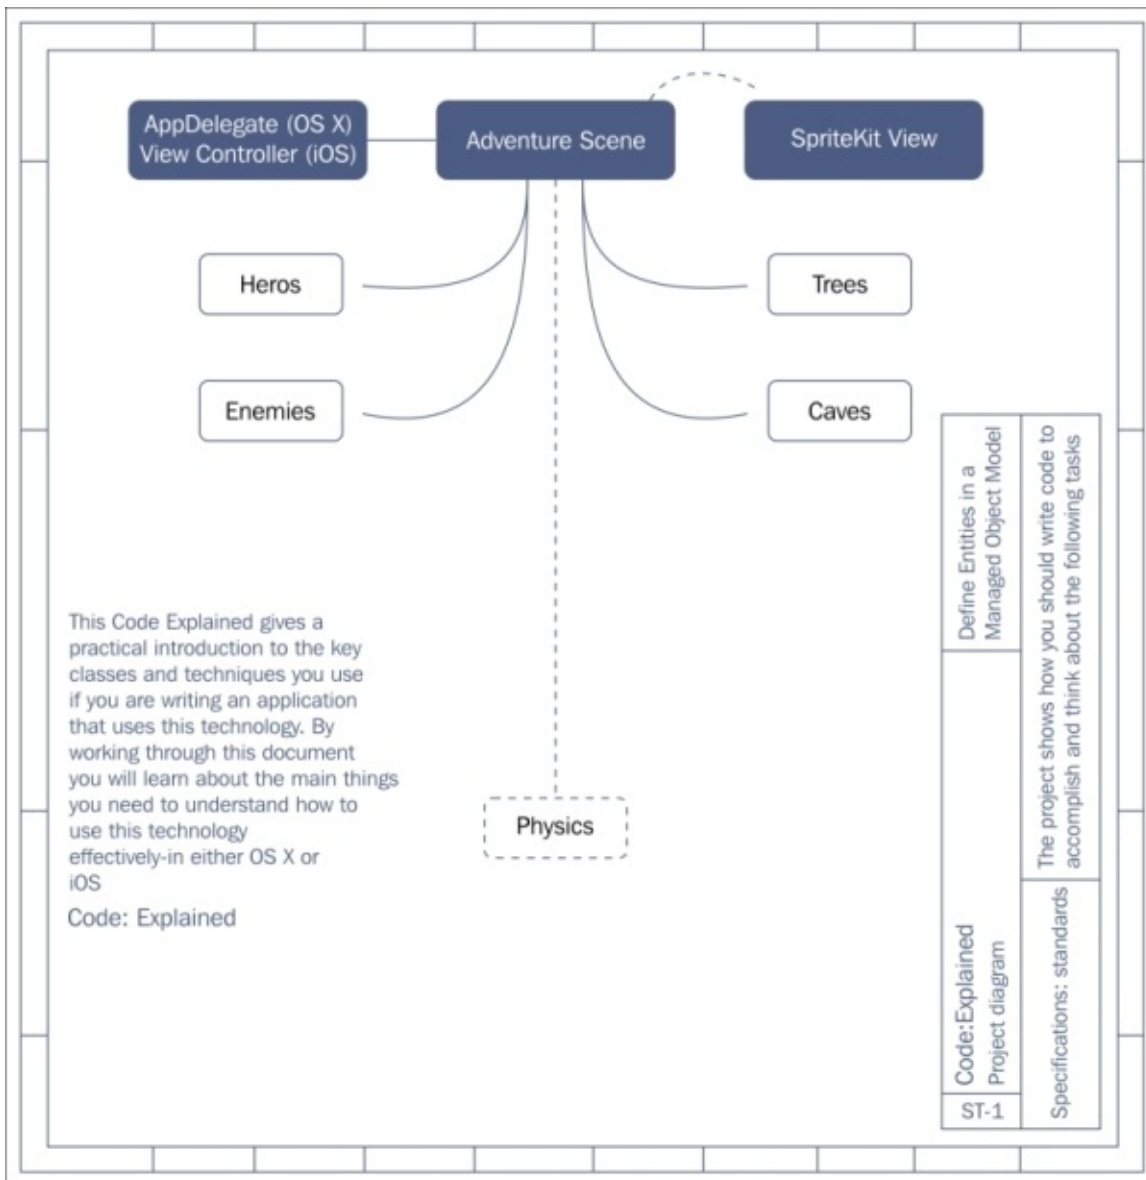 AppDelegate (OS X)
View Controller (iOS)
Adventure Scene
SpriteKit View
Heros
Trees
Enemies
Caves
This Code Explained gives a
practical introduction to the key
classes and techniques you use
if you are writing an application
that uses this technology. By
working through this document
you will learn about the main things
you need to understand how to
use this technology
effectively-in either OS X or
iOS
Code: Explained
Physics
Define Entities in a
Managed Object Model
The project shows how you should write code to
accomplish and think about the following tasks
Code:Explained
Project diagram
ST-1
Specifications: standards